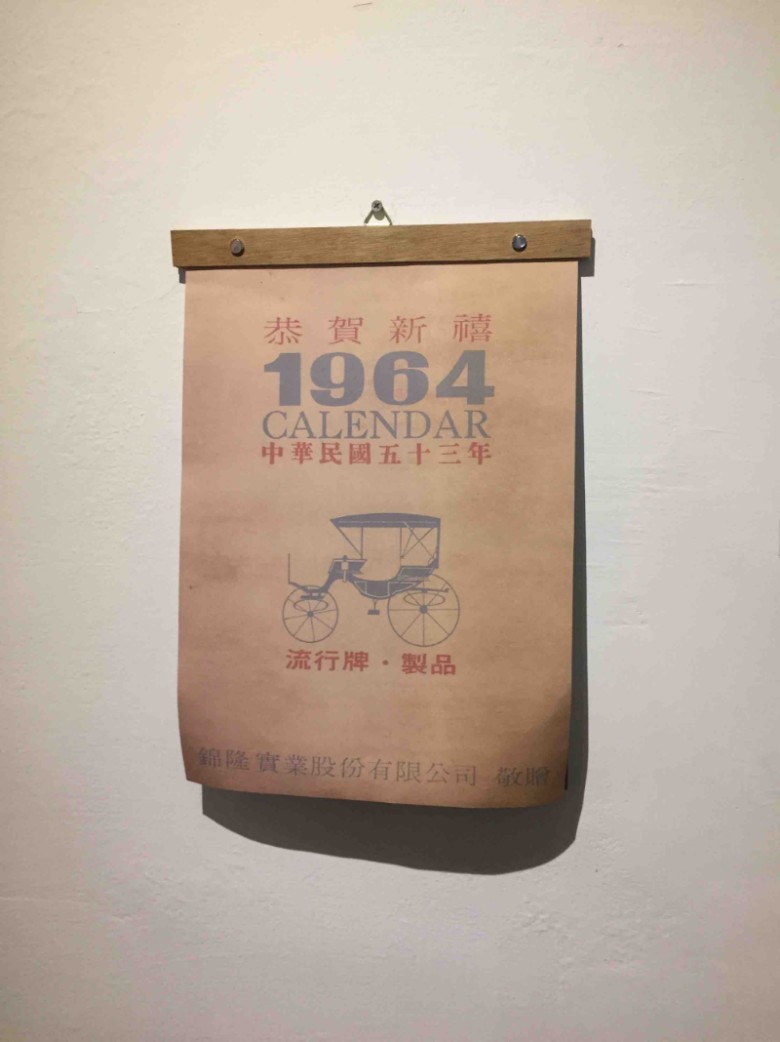 恭賀新禧
1964
CALENDAR
中華民國五十三年
流行牌·製品
錦隆實業股份有限公司 敬贈